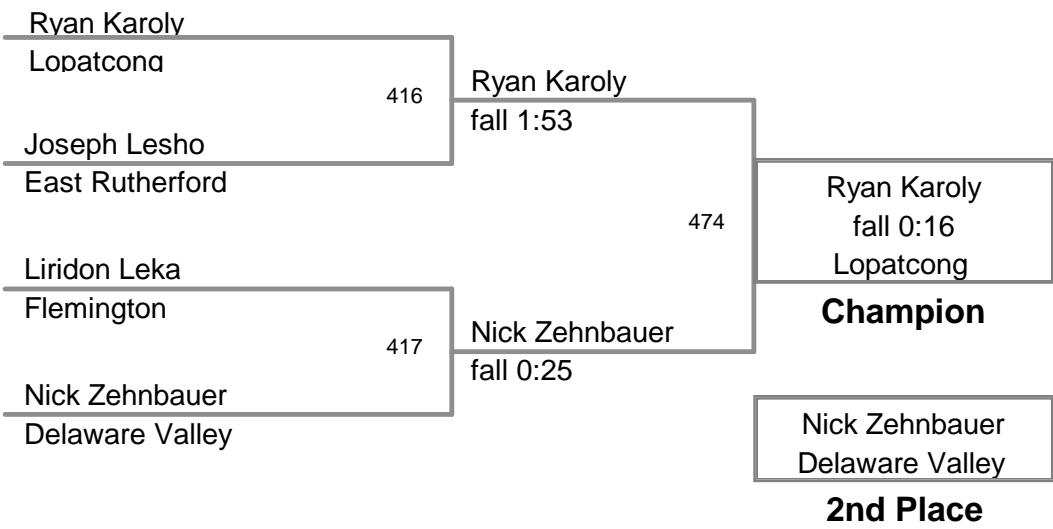 Ryan Karoly
Lopatcong
416
Joseph Lesho
East Rutherford
Ryan Karoly
fall 1:53
Liridon Leka
Flemington
417
Nick Zehnbauer
Delaware Valley
Nick Zehnbauer
fall 0:25
474
Ryan Karoly
fall 0:16
Lopatcong
Champion
Nick Zehnbauer
Delaware Valley
2nd Place